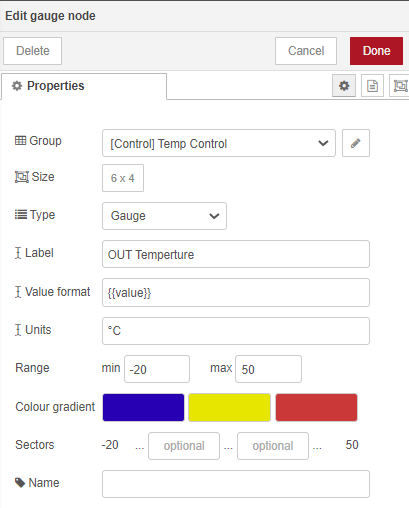 Edit gauge node
Delete Cancel Done
Properties
Group [Control] Temp Control
Size 6 x 4
Type Gauge
Label OUT Temperture
Value format {{value}}
Units °C
Range min -20 max 50
Colour gradient
Sectors -20 ... optional ... optional ... 50
Name